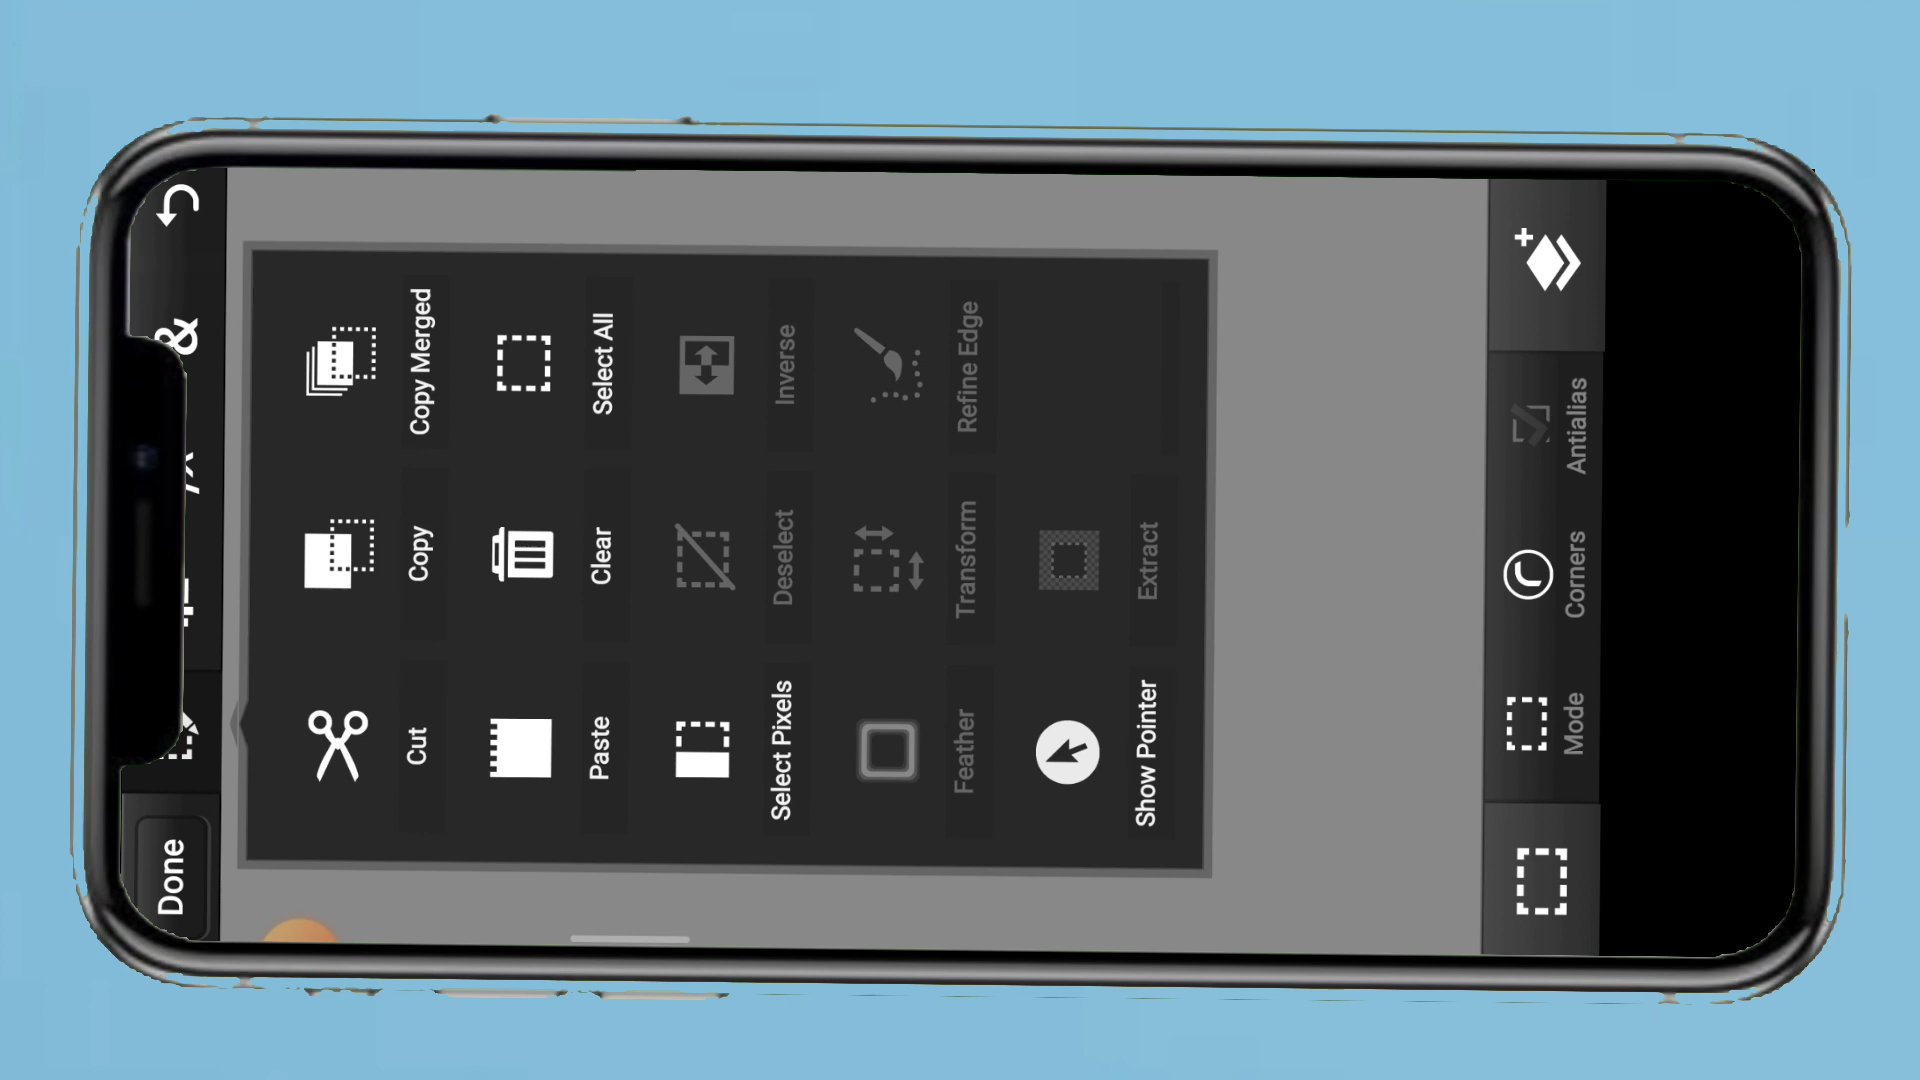 Done
&
Cut Copy Copy Merged
Paste Clear Select All
Select Pixels Deselect Inverse
Feather Transform Refine Edge
Show Pointer Extract
Mode Corners Antialias